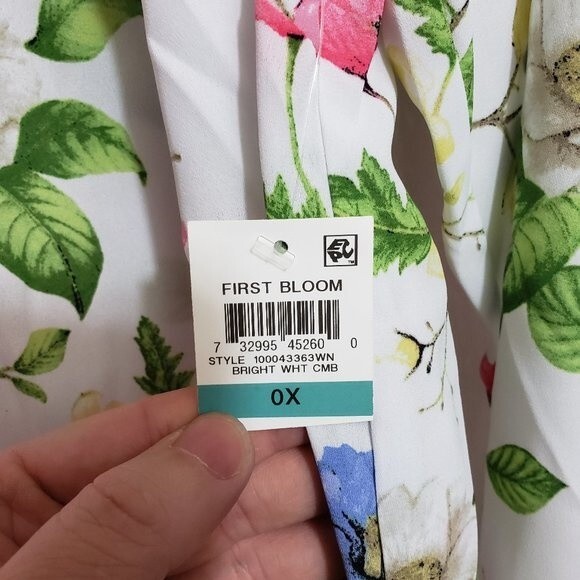 FIRST BLOOM
7 32995 45260 0
STYLE 100043363WN
BRIGHT WHT CMB
0X